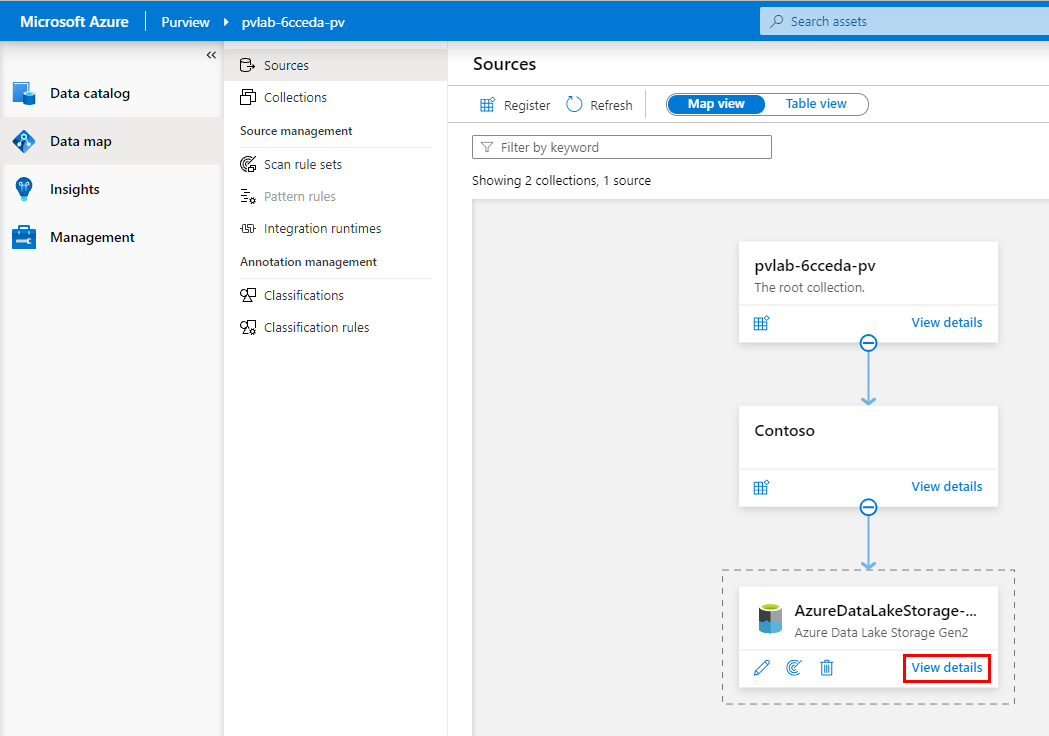 Microsoft Azure
Purview
pvlab-6cceda-pv
Search assets
Data catalog
Data map
Insights
Management
Sources
Collections
Source management
Scan rule sets
Pattern rules
Integration runtimes
Annotation management
Classifications
Classification rules
Sources
Register
Refresh
Map view
Table view
Filter by keyword
Showing 2 collections, 1 source
pvlab-6cceda-pv
The root collection.
View details
Contoso
View details
AzureDataLakeStorage-...
Azure Data Lake Storage Gen2
View details